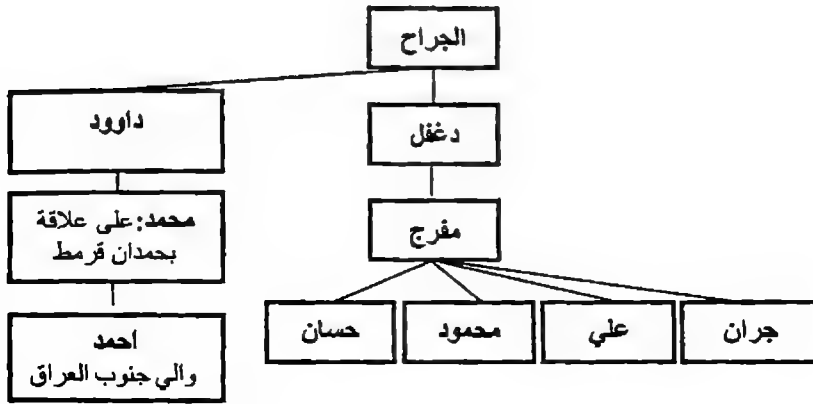 الجراح
دغفل
داوود
مفرج
محمد: على علاقة
بحمدان قرمط
جران
علي
محمود
حسان
احمد
والي جنوب العراق